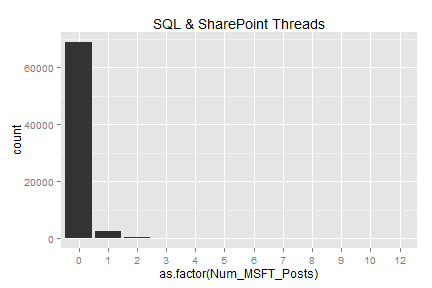 SQL & SharePoint Threads
60000
40000
20000
0
count
0 1 2 3 4 5 6 7 8 9 10 11 12
as.factor(Num_MSFT_Posts)